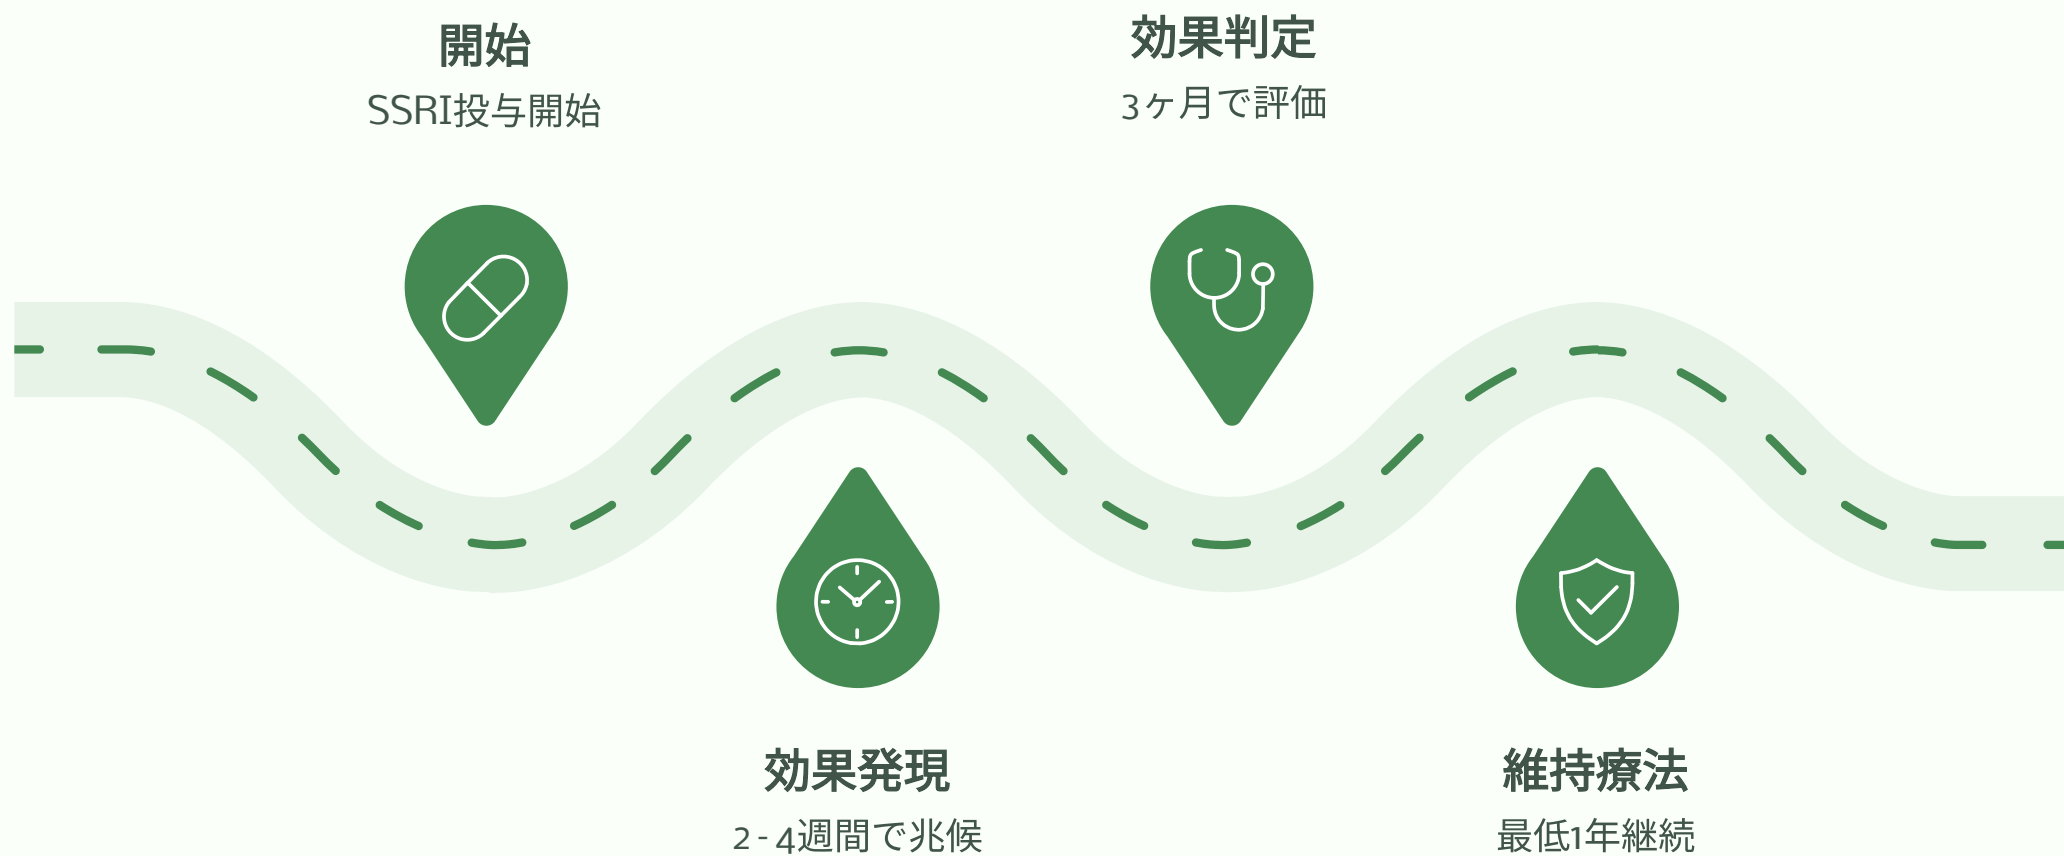 開始
SSRI投与開始
効果発現
2-4週間で兆候
効果判定
3ヶ月で評価
維持療法
最低1年継続